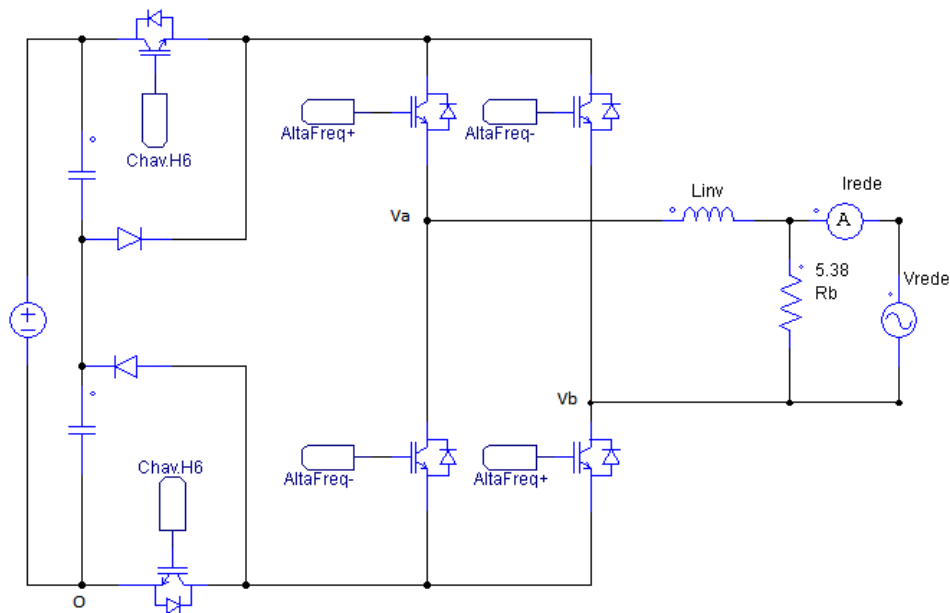 Chav.H6
AltaFreq+
AltaFreq-
Va
Linv
Irede
A
5.38
Rb
Vrede
Vb
Chav.H6
AltaFreq-
AltaFreq+
O